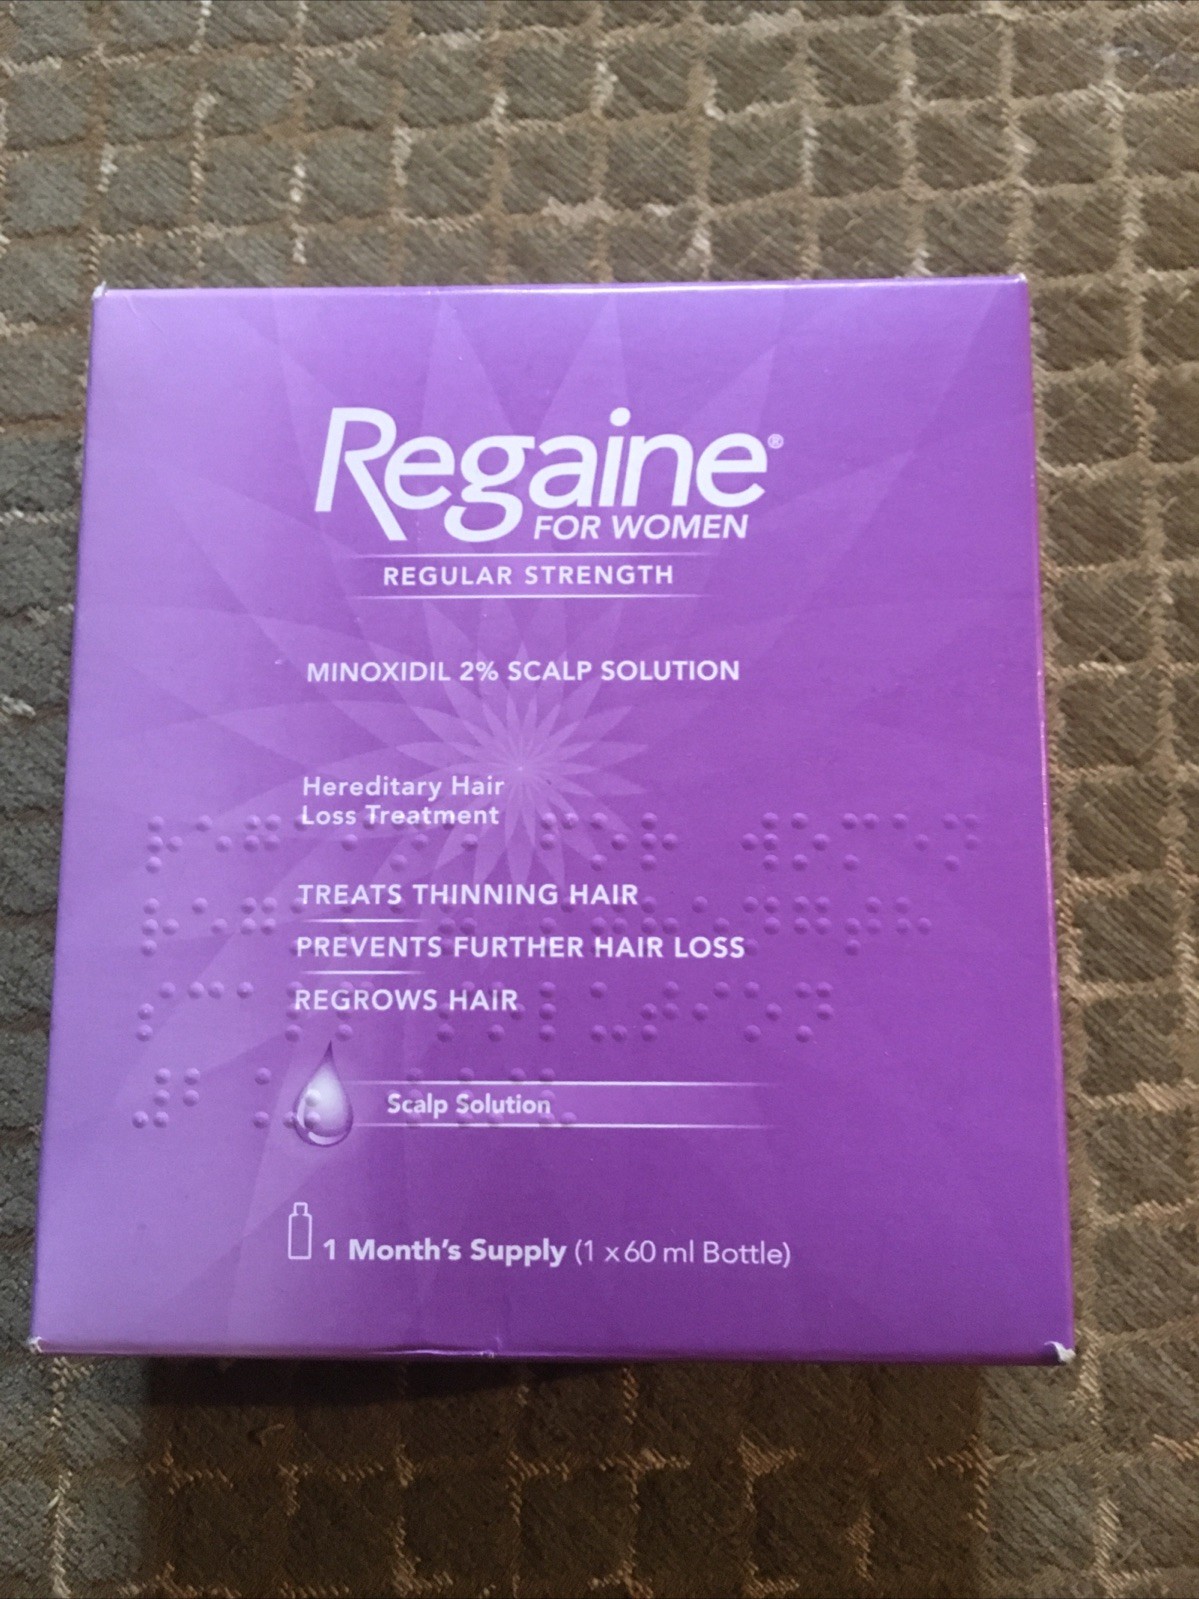 Regaine®
FOR WOMEN
REGULAR STRENGTH
MINOXIDIL 2% SCALP SOLUTION
Hereditary Hair
Loss Treatment
TREATS THINNING HAIR
PREVENTS FURTHER HAIR LOSS
REGROWS HAIR
Scalp Solution
1 Month's Supply (1 x 60 ml Bottle)